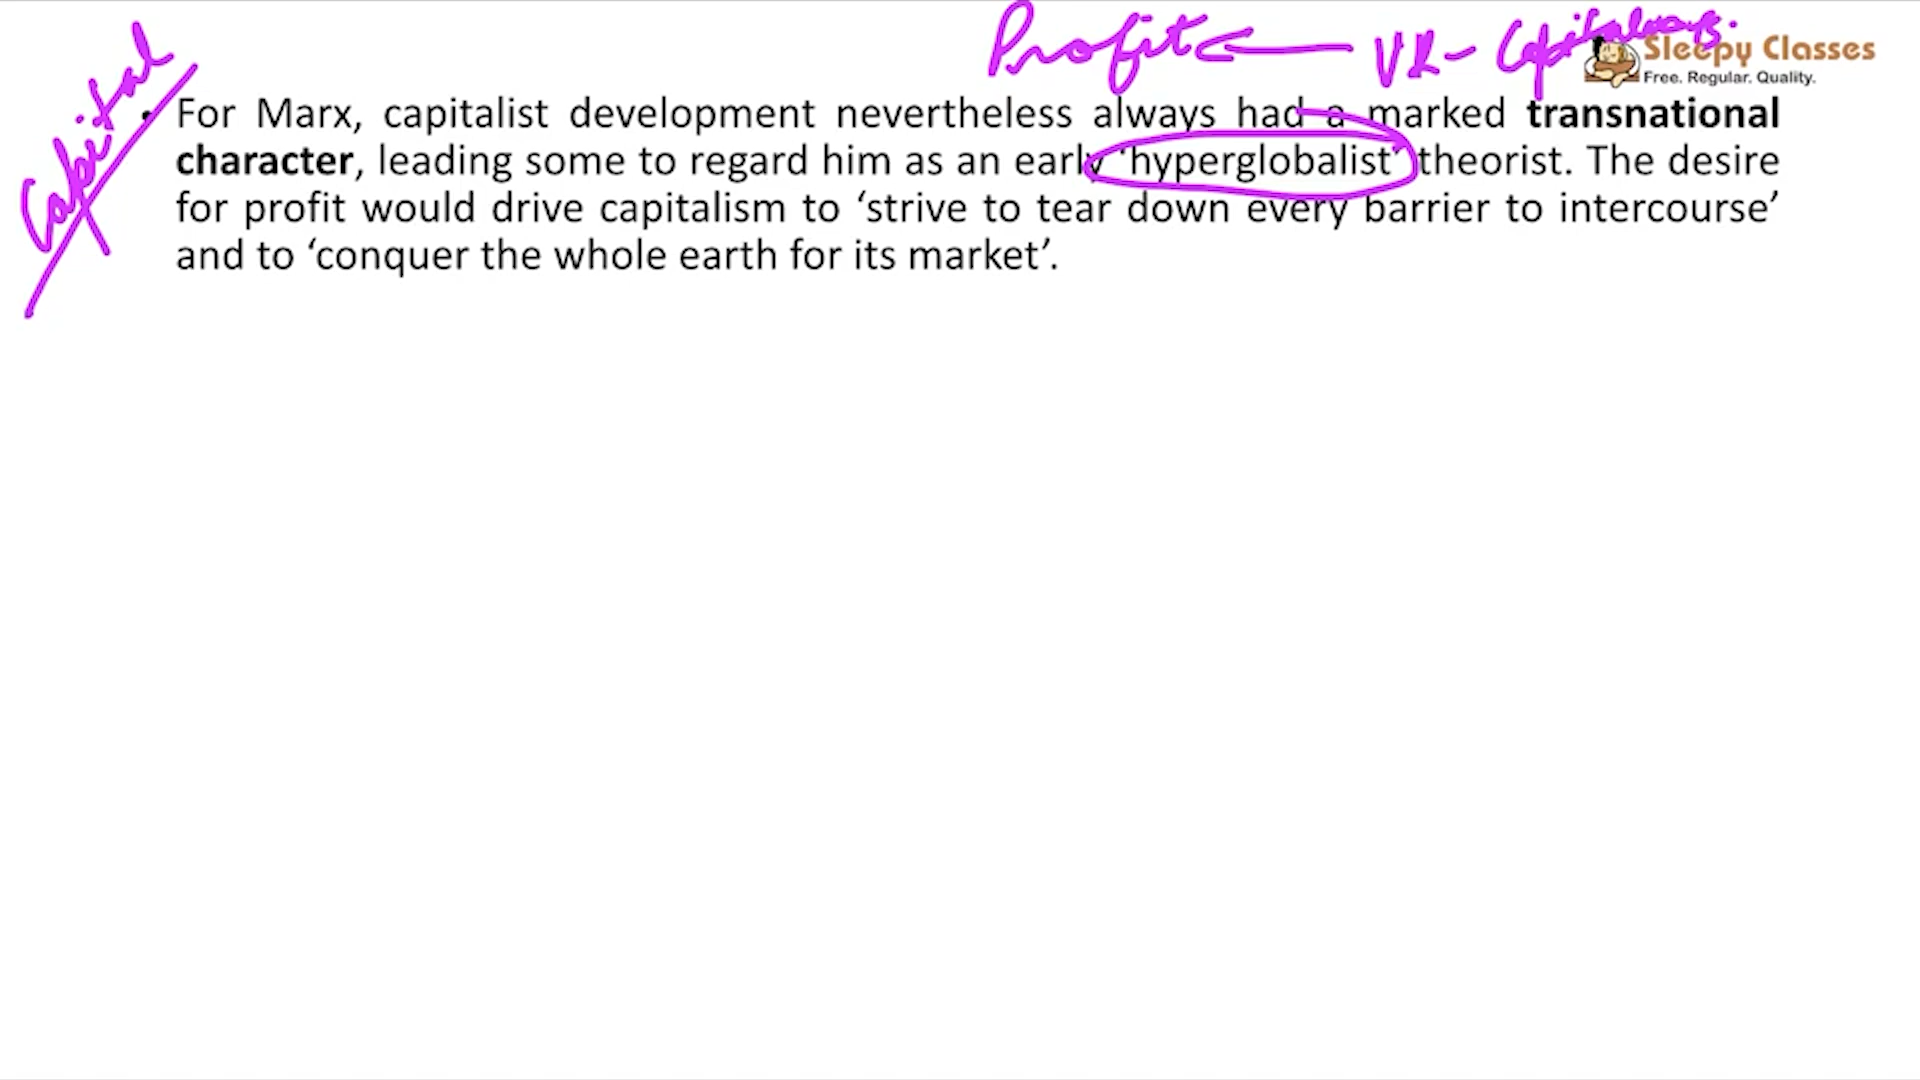 Profit ← VR - Capitalism.
Sleepy Classes
Free. Regular. Quality.
Capital
• For Marx, capitalist development nevertheless always had a marked transnational
character, leading some to regard him as an early ‘hyperglobalist’ theorist. The desire
for profit would drive capitalism to ‘strive to tear down every barrier to intercourse’
and to ‘conquer the whole earth for its market’.